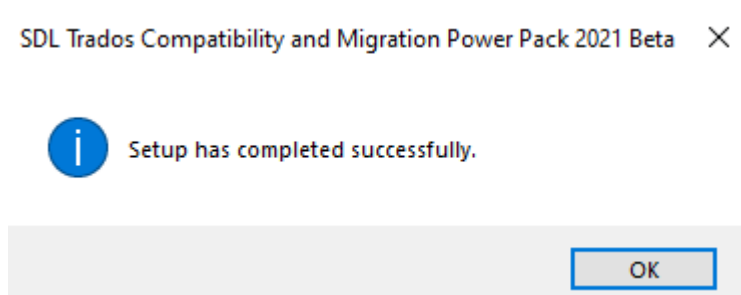 SDL Trados Compatibility and Migration Power Pack 2021 Beta
Setup has completed successfully.
OK